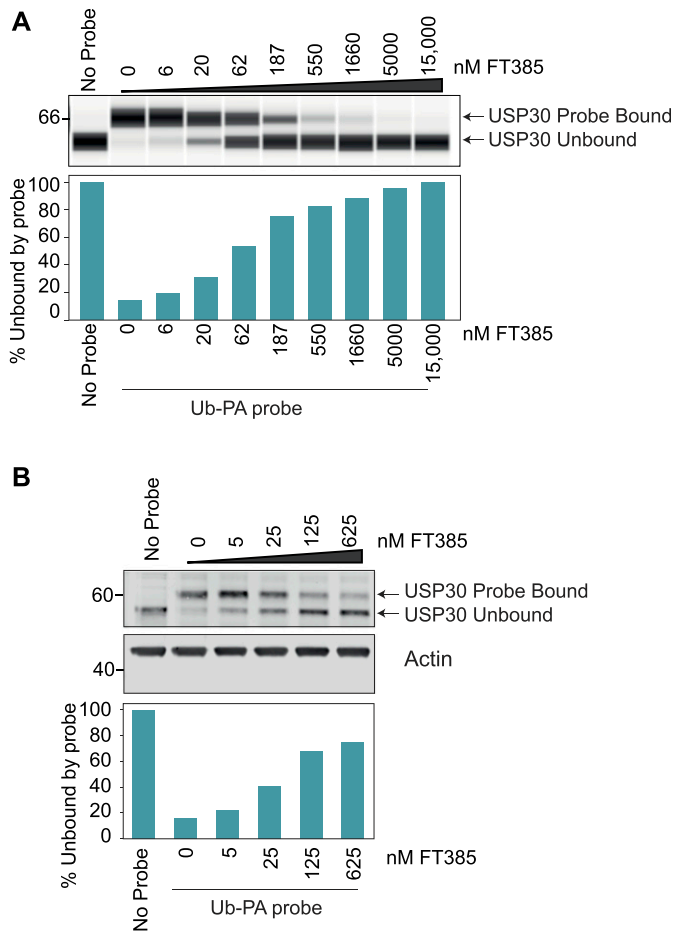 A
No Probe 0 6 20 62 187 550 1660 5000 15,000 nM FT385
66
USP30 Probe Bound
USP30 Unbound
% Unbound by probe
100
80
60
40
20
0
No Probe 0 6 20 62 187 550 1660 5000 15,000 nM FT385
Ub-PA probe
B
No Probe 0 5 25 125 625 nM FT385
60
USP30 Probe Bound
USP30 Unbound
Actin
40
% Unbound by probe
100
80
60
40
20
0
No Probe 0 5 25 125 625 nM FT385
Ub-PA probe